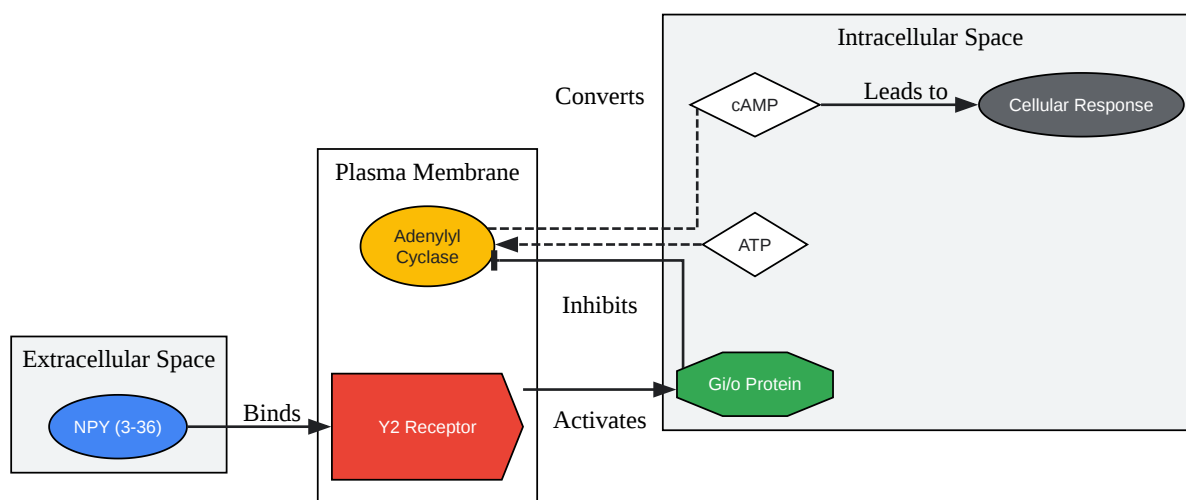 Intracellular Space
Converts
cAMP
Leads to
Cellular Response
Plasma Membrane
Adenylyl
Cyclase
ATP
Inhibits
Extracellular Space
NPY (3-36)
Binds
Y2 Receptor
Activates
Gi/o Protein